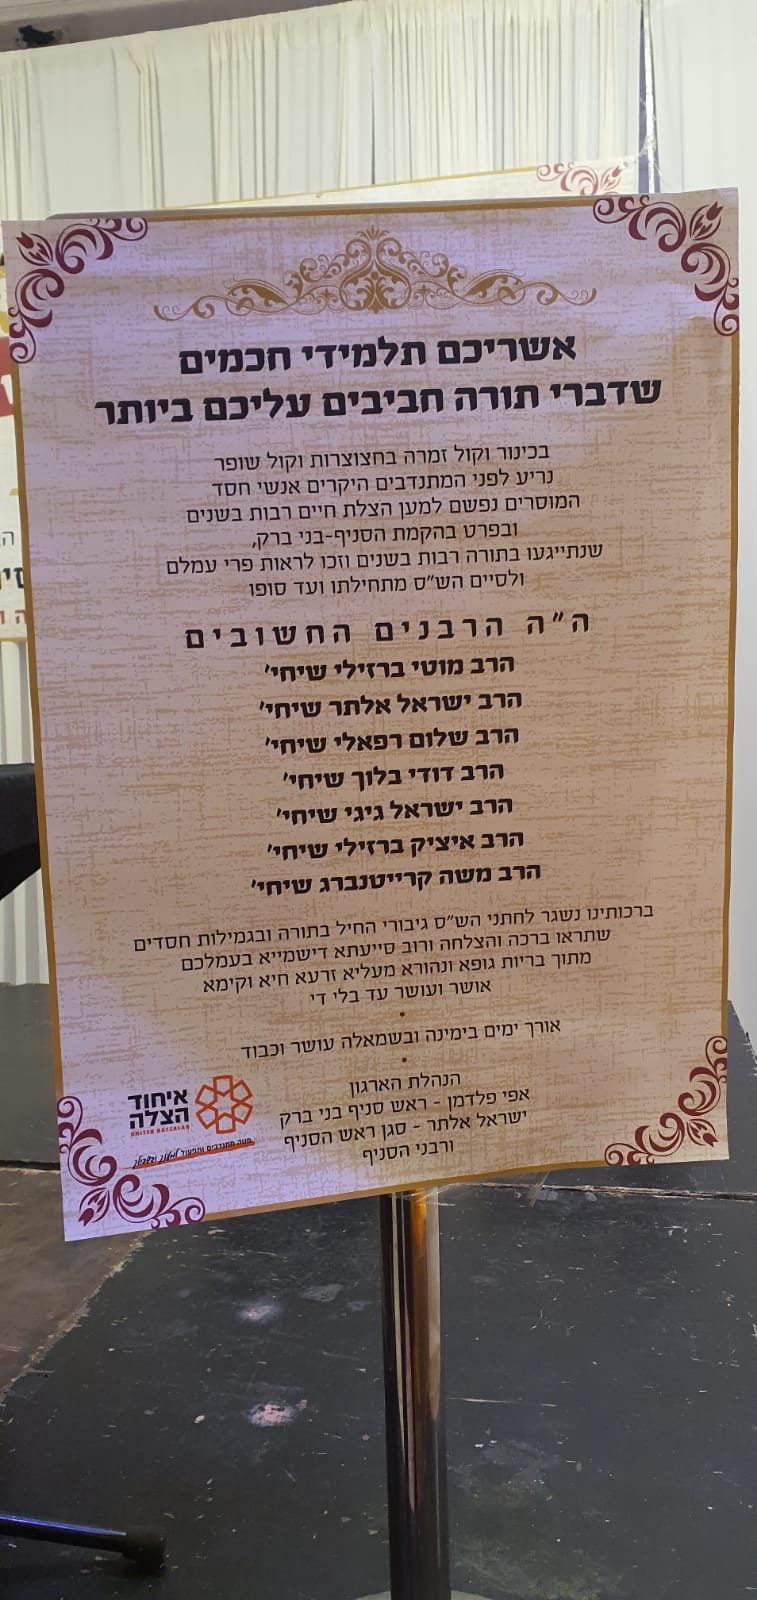 אשריכם תלמידי חכמים
שדברי תורה חביבים עליכם ביותר
בכינור וקול זמרה בחצוצרות וקול שופר
נריע לפני המתנדבים היקרים אנשי חסד
המוסרים נפשם למען הצלת חיים רבות בשנים
ובפרט בהקמת הסניף-בני ברק,
שנתייגעו בתורה רבות בשנים וזכו לראות פרי עמלם
ולסיים הש״ס מתחילתו ועד סופו
ה״ה הרבנים החשובים
הרב מוטי ברזילי שיחי'
הרב ישראל אלתר שיחי'
הרב שלום רפאלי שיחי'
הרב דודי בלוך שיחי'
הרב ישראל גיגי שיחי'
הרב איציק ברזילי שיחי'
הרב משה קרייטנברג שיחי'
ברכותינו נשגר לחתני הש״ס גיבורי החיל בתורה ובגמילות חסדים
שתראו ברכה והצלחה ורוב סייעתא דישמייא בעמלכם
מתוך בריות גופא ונהורא מעליא זרעא חיא וקימא
אושר ועושר עד בלי די
אורך ימים בימינה ובשמאלה עושר וכבוד
הנהלת הארגון
אפי פלדמן - ראש סניף בני ברק
ישראל אלתר - סגן ראש הסניף
ורבני הסניף
איחוד
הצלה
UNITED HATZALAH